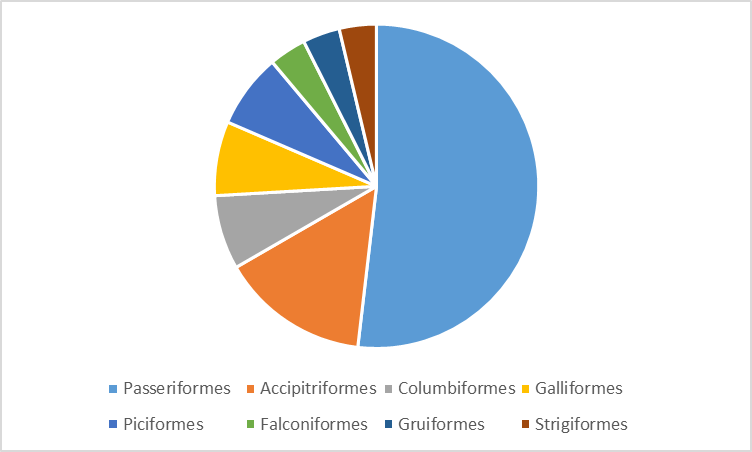 Passeriformes Accipitriformes Columbiformes Galliformes
Piciformes Falconiformes Gruiformes Strigiformes